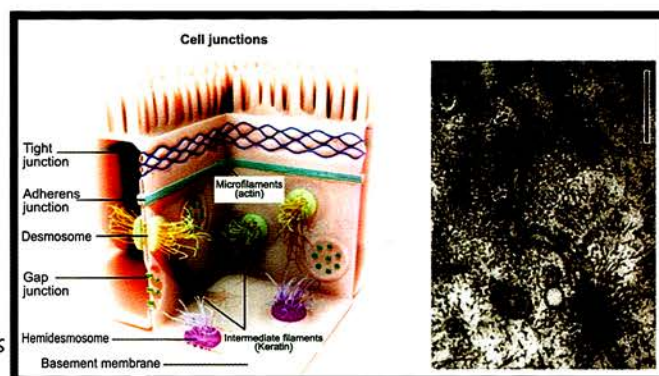 Cell junctions
Tight
junction
Adherens
junction
Microfilaments
(actin)
Desmosome
Gap
junction
Hemidesmosome
Intermediate filaments
(Keratin)
Basement membrane
s